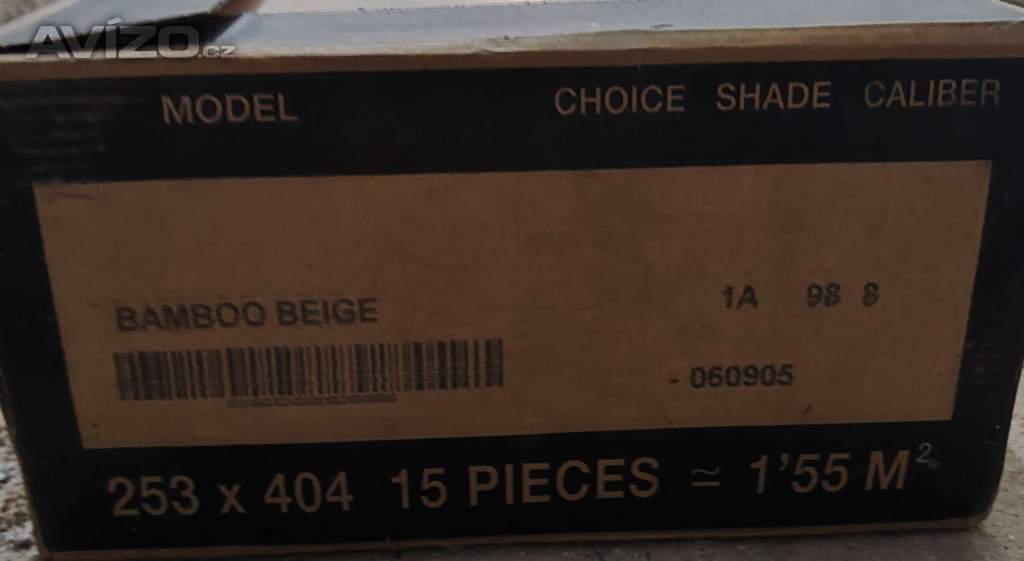 AVÍZO.cz
MODEL CHOICE SHADE CALIBER
BAMBOO BEIGE 1A 98 8
- 060905
253 x 404 15 PIECES ≃ 1'55 M²